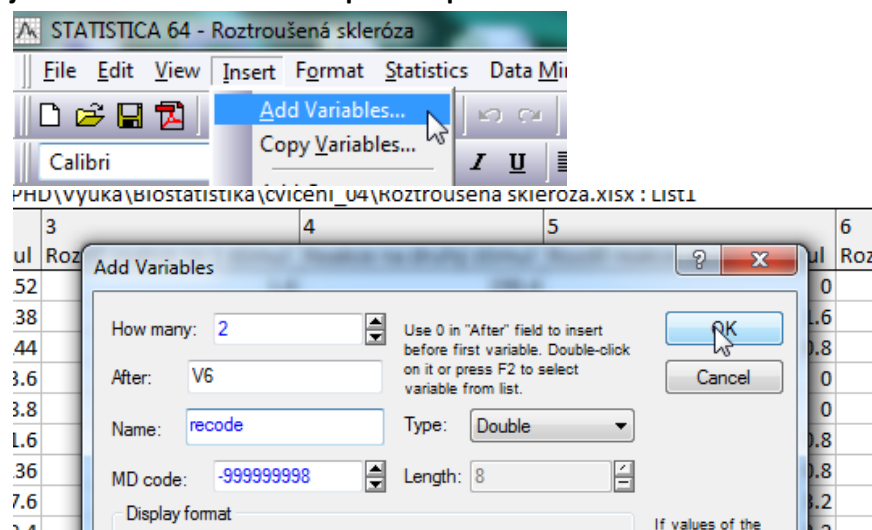 STATISTICA 64 - Roztroušená skleróza
File Edit View Insert Format Statistics Data
Add Variables...
Copy Variables...
Calibri I U
PHD\Vyuka\Biostatistika\cviceni_04\Roztroušená skleróza.xlsx : List1
3 4 5 6
ul Roz ul Roz
Add Variables
52 0
38 1.6
44 0.8
3.6 0
3.8 0
1.6 0.8
36 0.8
7.6 3.2
How many: 2
After: V6
Name: recode
MD code: -999999998
Use 0 in "After" field to insert
before first variable. Double-click
on it or press F2 to select
variable from list.
Type: Double
Length: 8
OK
Cancel
Display format
If values of the